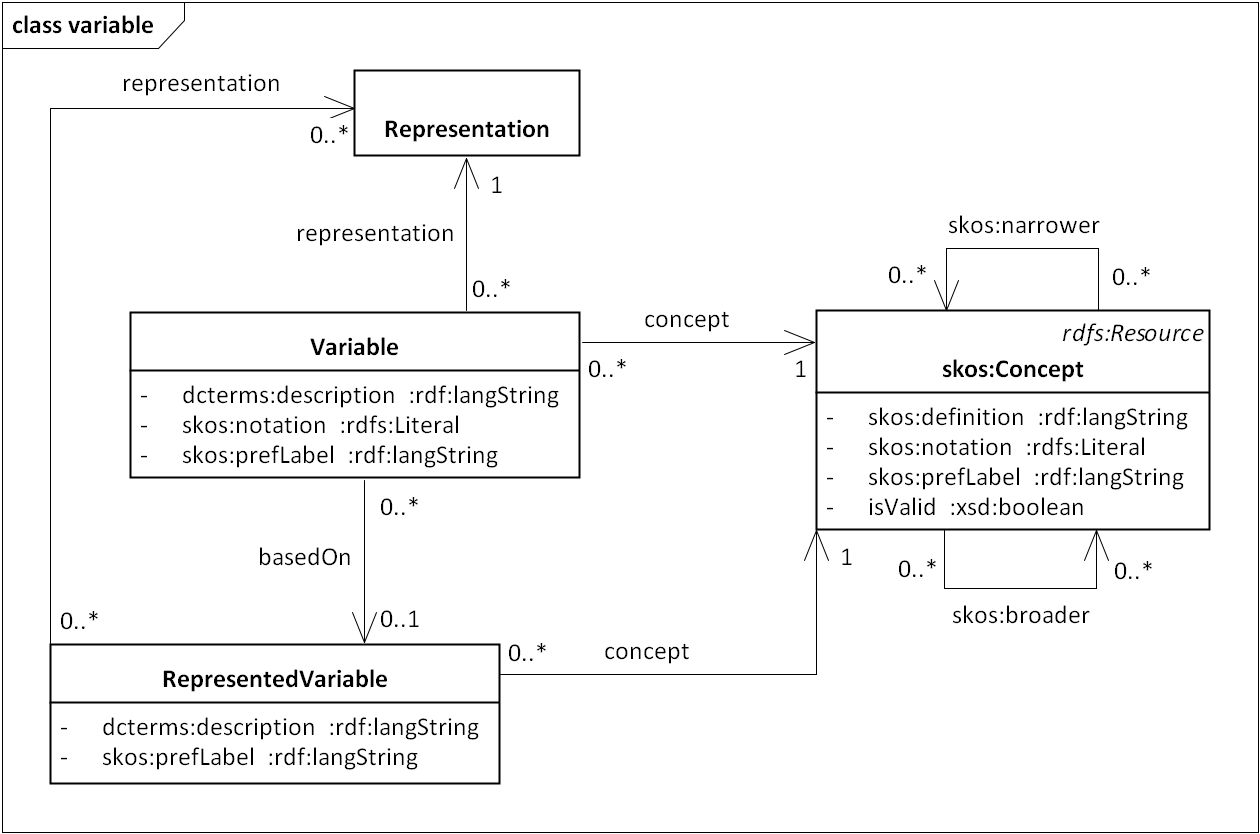 class variable
representation
0..*
Representation
1
representation
0..*
skos:narrower
0..*
0..*
Variable
- dcterms:description :rdf:langString
- skos:notation :rdfs:Literal
- skos:prefLabel :rdf:langString
concept
0..*
1
rdfs:Resource
skos:Concept
- skos:definition :rdf:langString
- skos:notation :rdfs:Literal
- skos:prefLabel :rdf:langString
- isValid :xsd:boolean
0..*
basedOn
0..1
1
0..*
0..*
skos:broader
0..*
RepresentedVariable
- dcterms:description :rdf:langString
- skos:prefLabel :rdf:langString
0..*
concept